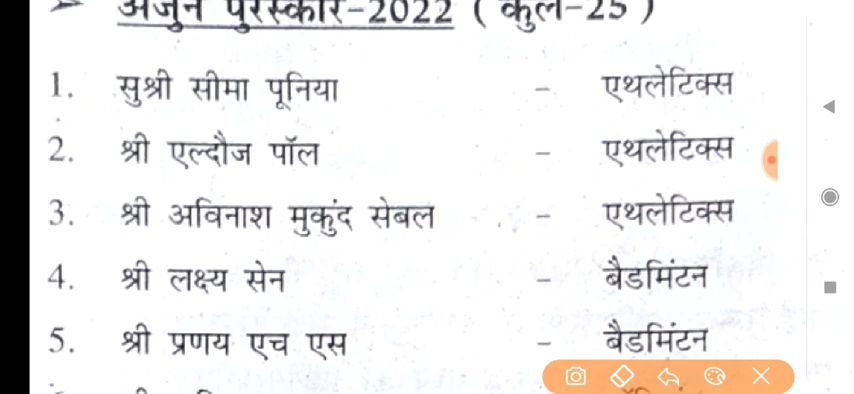 अर्जुन पुरस्कार-2022 ( कुल-25 )
1. सुश्री सीमा पूनिया - एथलेटिक्स
2. श्री एल्दौज पॉल - एथलेटिक्स
3. श्री अविनाश मुकुंद सेबल - एथलेटिक्स
4. श्री लक्ष्य सेन - बैडमिंटन
5. श्री प्रणय एच एस - बैडमिंटन